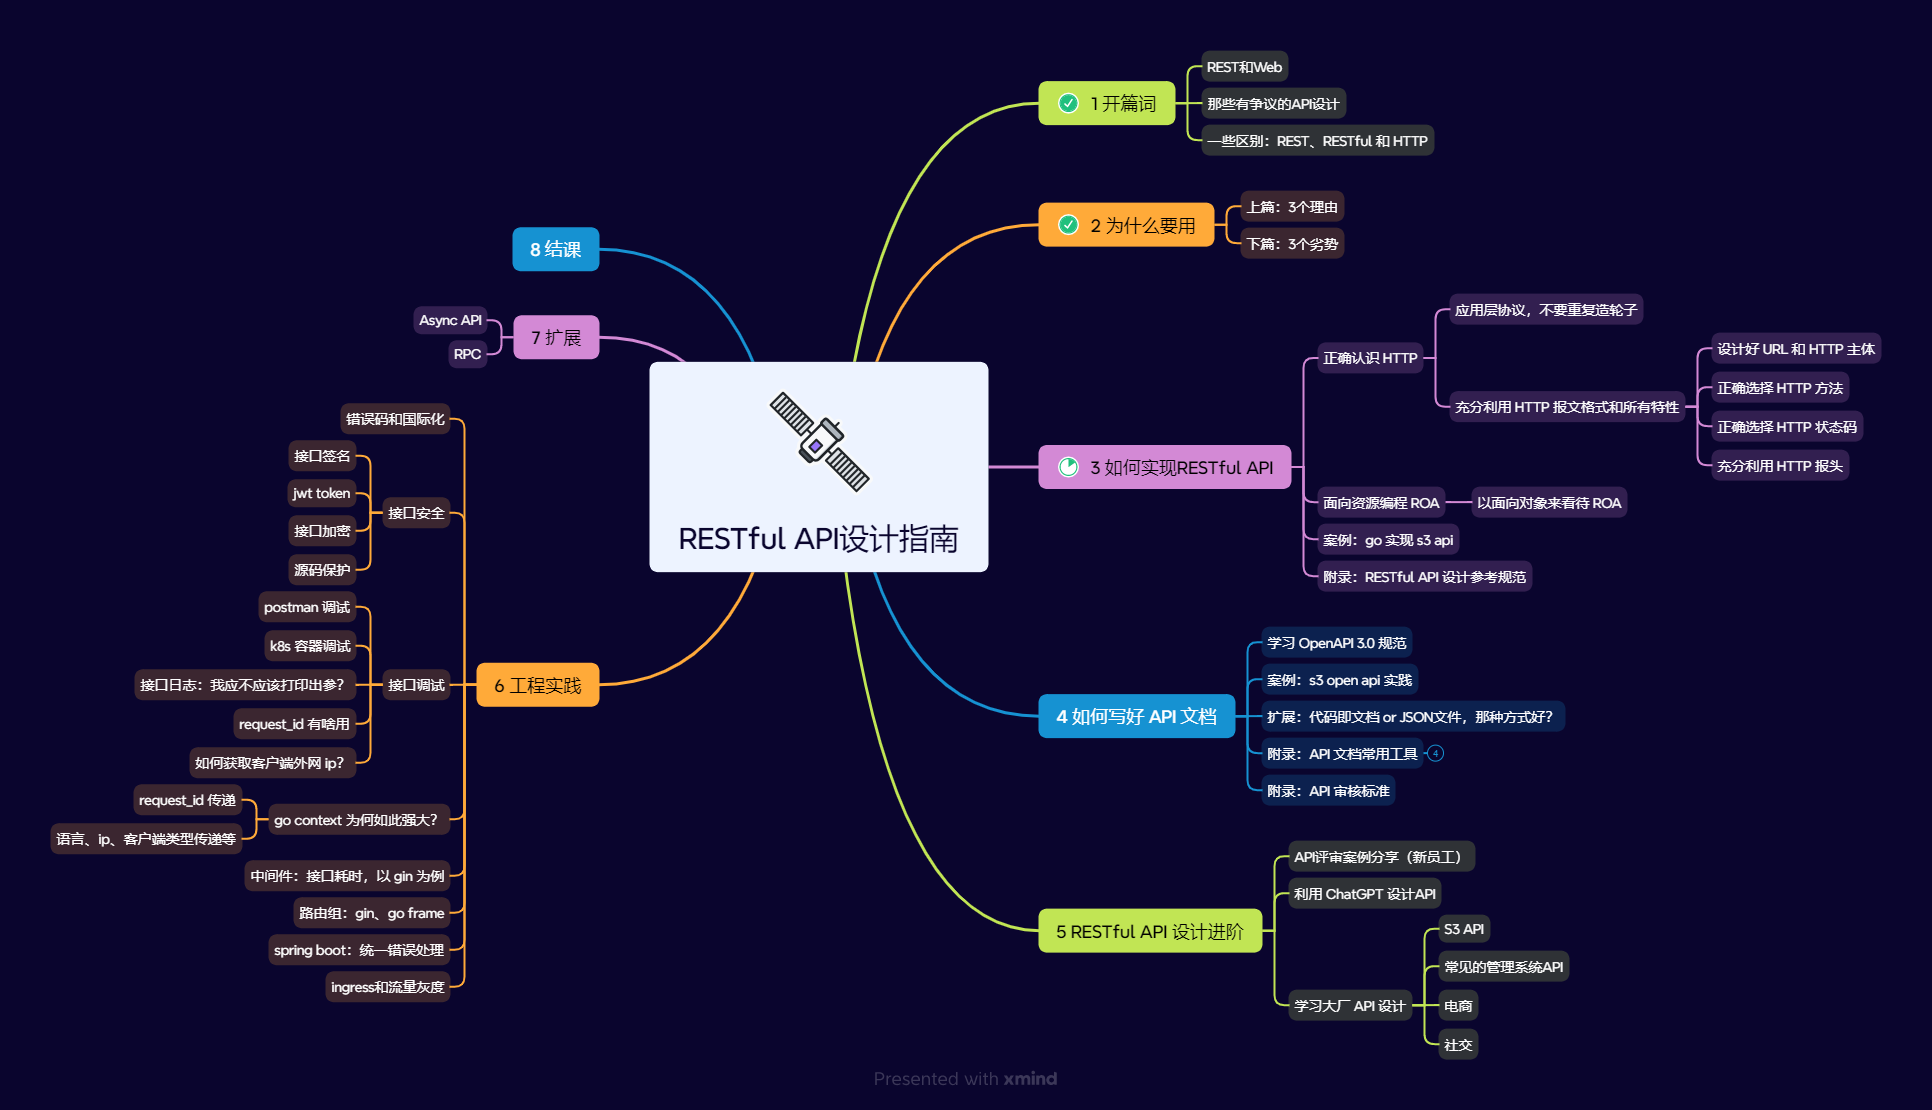 RESTful API设计指南
1 开篇词
REST和Web
那些有争议的API设计
一些区别：REST、RESTful 和 HTTP
2 为什么要用
上篇：3个理由
下篇：3个劣势
3 如何实现RESTful API
正确认识 HTTP
应用层协议，不要重复造轮子
充分利用 HTTP 报文格式和所有特性
设计好 URL 和 HTTP 主体
正确选择 HTTP 方法
正确选择 HTTP 状态码
充分利用 HTTP 报头
面向资源编程 ROA
以面向对象来看待 ROA
案例：go 实现 s3 api
附录：RESTful API 设计参考规范
4 如何写好 API 文档
学习 OpenAPI 3.0 规范
案例：s3 open api 实践
扩展：代码即文档 or JSON文件，那种方式好？
附录：API 文档常用工具
4
附录：API 审核标准
5 RESTful API 设计进阶
API评审案例分享（新员工）
利用 ChatGPT 设计API
学习大厂 API 设计
S3 API
常见的管理系统API
电商
社交
6 工程实践
错误码和国际化
接口安全
接口签名
jwt token
接口加密
源码保护
接口调试
postman 调试
k8s 容器调试
接口日志：我应不应该打印出参？
request_id 有啥用
如何获取客户端外网 ip？
go context 为何如此强大？
request_id 传递
语言、ip、客户端类型传递等
中间件：接口耗时，以 gin 为例
路由组：gin、go frame
spring boot：统一错误处理
ingress和流量灰度
7 扩展
Async API
RPC
8 结课
Presented with xmind